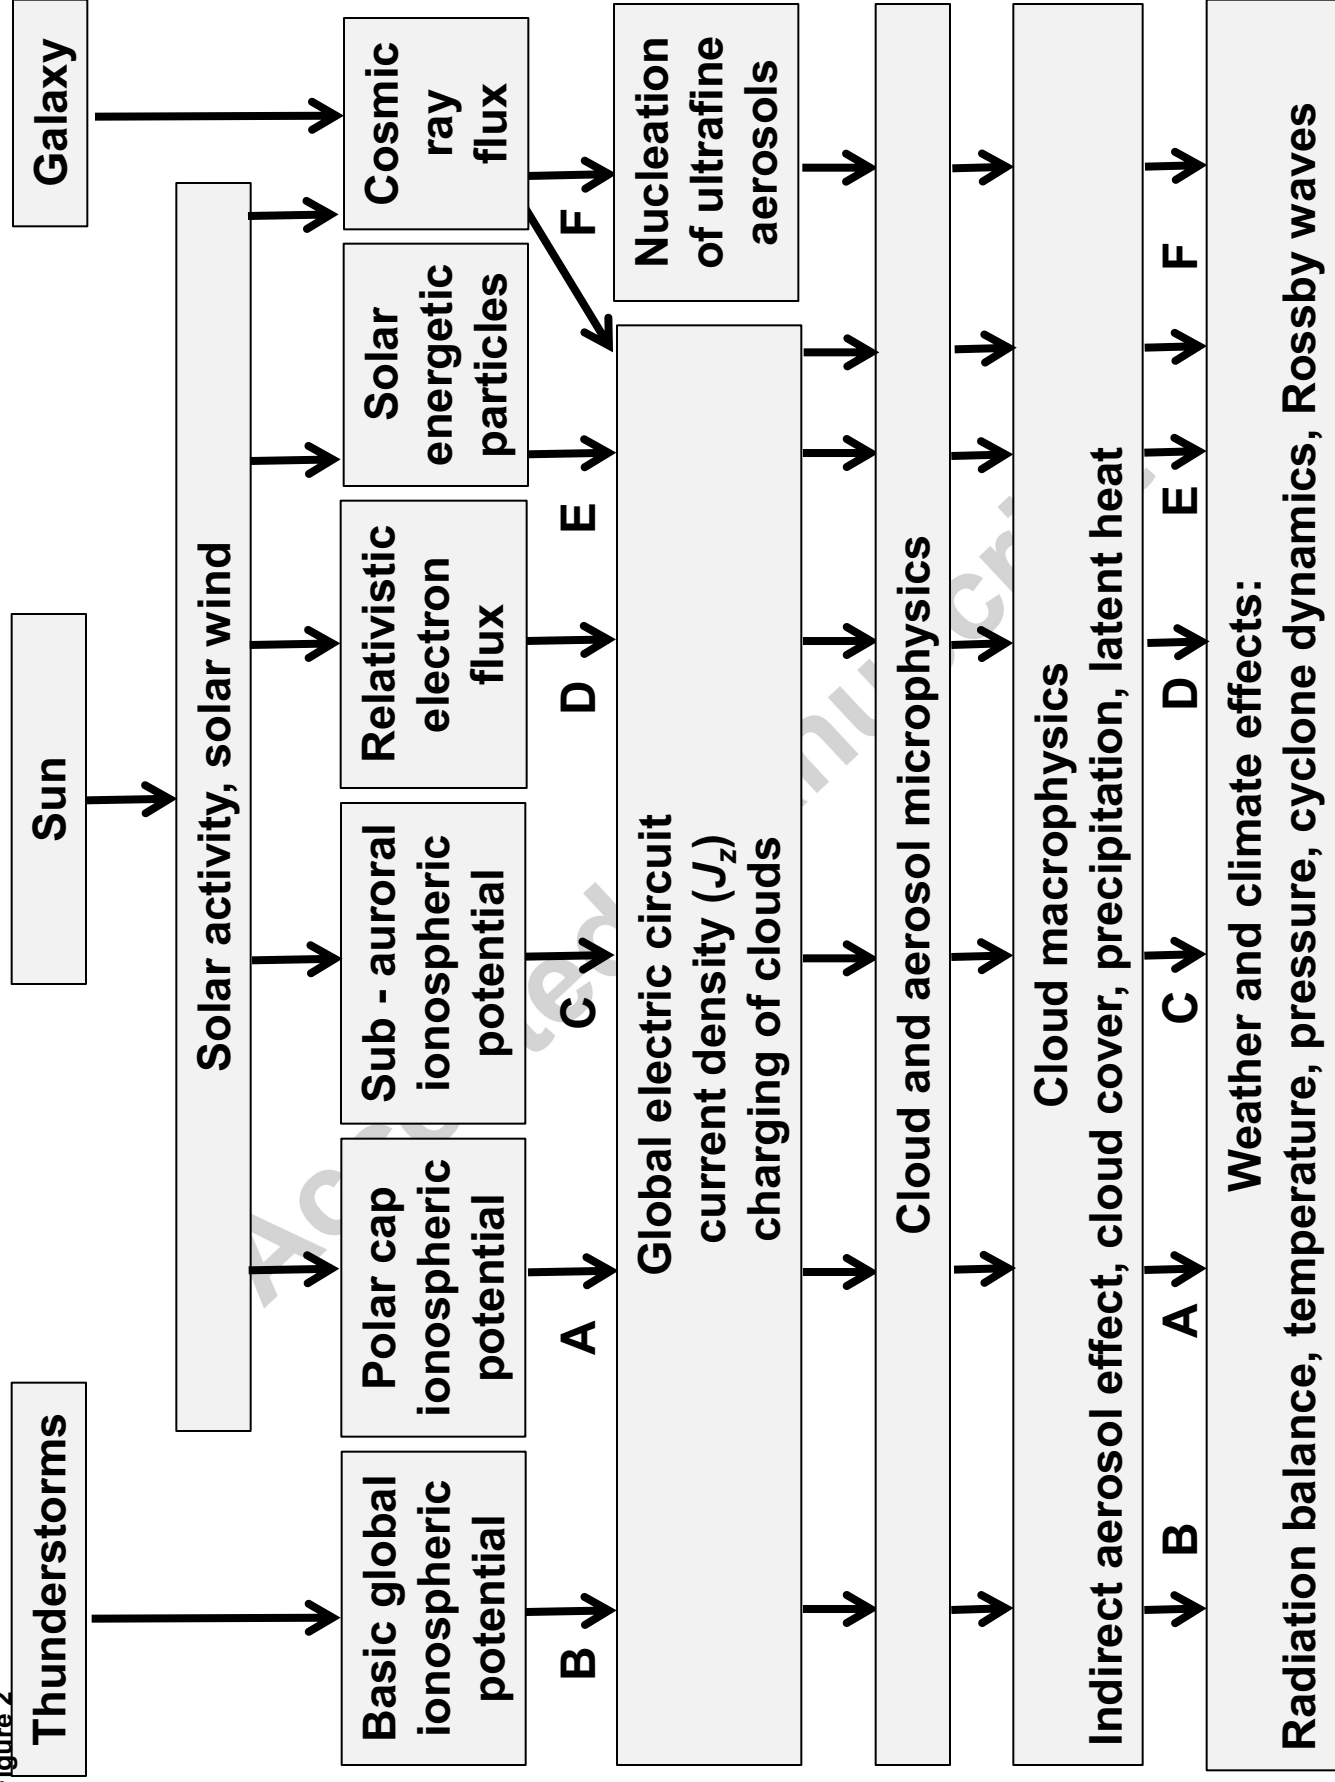 Figure 2
Thunderstorms
Sun
Galaxy
Solar activity, solar wind
Basic global
ionospheric
potential
Polar cap
ionospheric
potential
Sub - auroral
ionospheric
potential
Relativistic
electron
flux
Solar
energetic
particles
Cosmic
ray
flux
B
A
C
D
E
F
Global electric circuit
current density (Jz)
charging of clouds
Nucleation
of ultrafine
aerosols
Cloud and aerosol microphysics
Cloud macrophysics
Indirect aerosol effect, cloud cover, precipitation, latent heat
B
A
C
D
E
F
Weather and climate effects:
Radiation balance, temperature, pressure, cyclone dynamics, Rossby waves